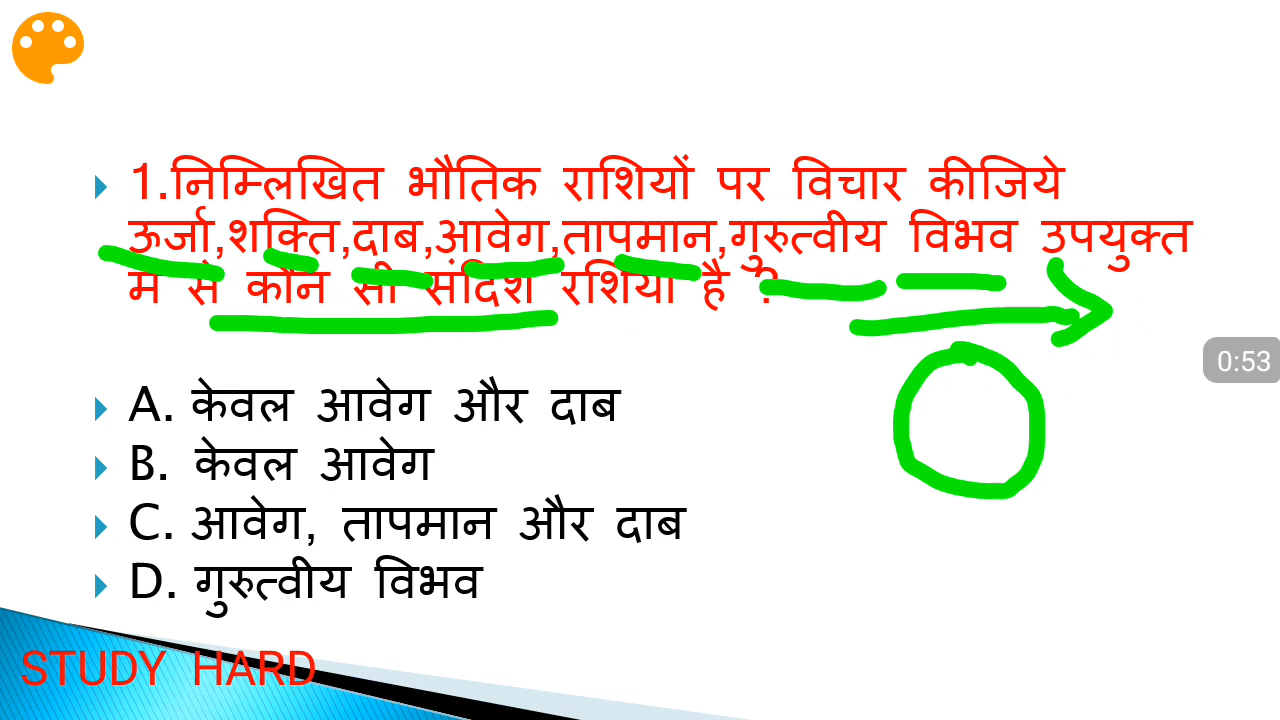 1.निम्लिखित भौतिक राशियों पर विचार कीजिये
ऊर्जा,शक्ति,दाब,आवेग,तापमान,गुरुत्वीय विभव उपयुक्त
में से कौन सी संदिश रशियां है ?
0:53
A. केवल आवेग और दाब
B. केवल आवेग
C. आवेग, तापमान और दाब
D. गुरुत्वीय विभव
STUDY HARD